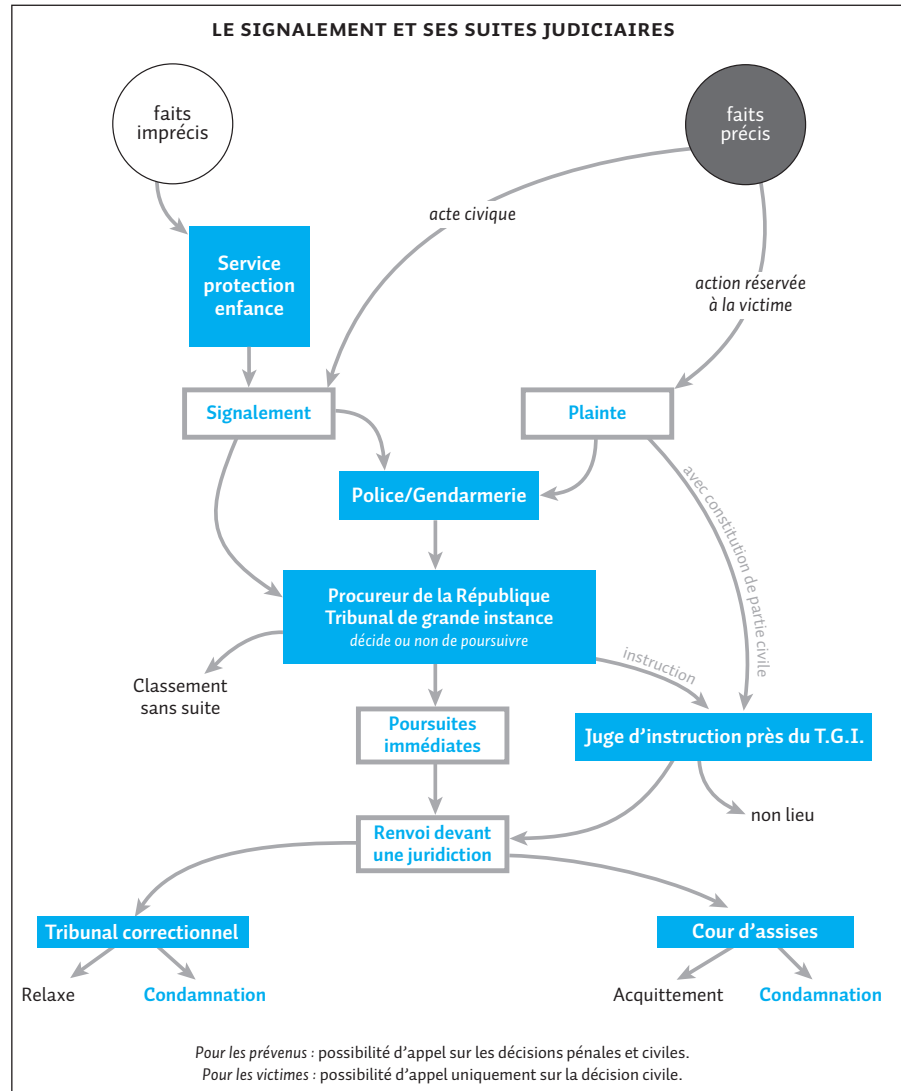 LE SIGNALEMENT ET SES SUITES JUDICIAIRES
faits
imprécis
faits
précis
acte civique
Service
protection
enfance
action réservée
à la victime
Signalement
Plainte
Police/Gendarmerie
avec constitution de partie civile
Procureur de la République
Tribunal de grande instance
décide ou non de poursuivre
instruction
Classement
sans suite
Poursuites
immédiates
Juge d'instruction près du T.G.I.
non lieu
Renvoi devant
une juridiction
Tribunal correctionnel
Cour d'assises
Relaxe
Condamnation
Acquittement
Condamnation
Pour les prévenus : possibilité d'appel sur les décisions pénales et civiles.
Pour les victimes : possibilité d'appel uniquement sur la décision civile.